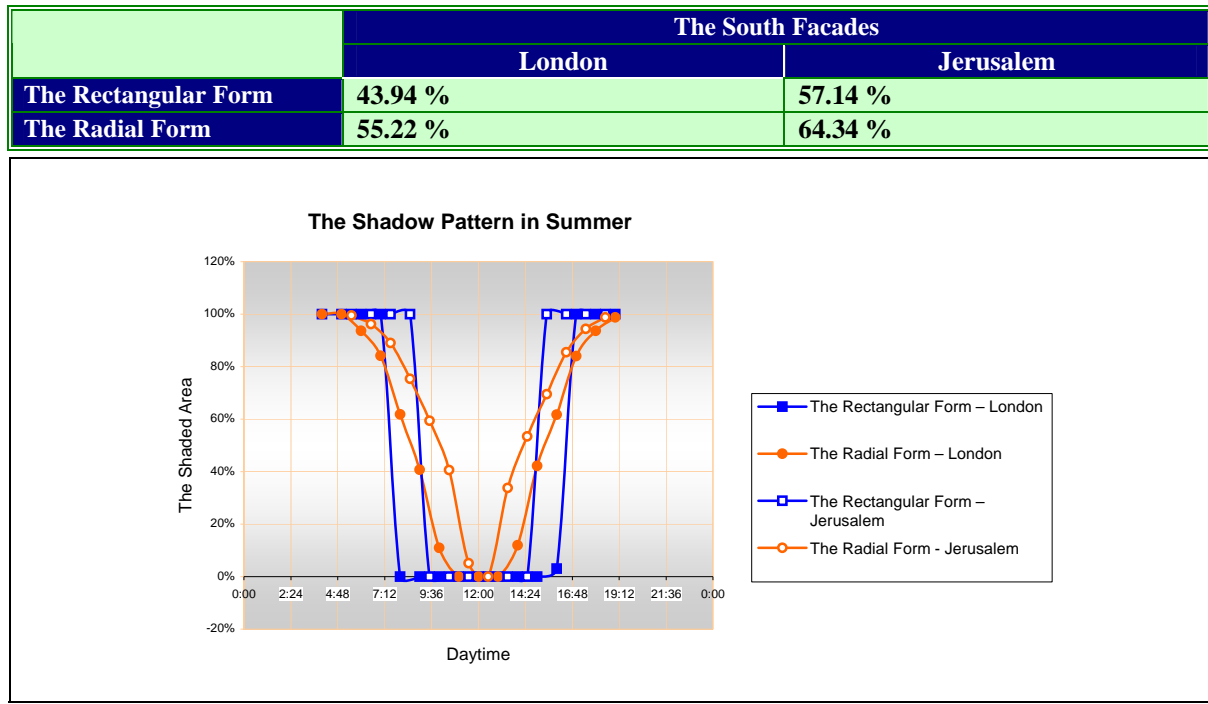 The South Facades
London Jerusalem
The Rectangular Form 43.94 % 57.14 %
The Radial Form 55.22 % 64.34 %
The Shadow Pattern in Summer
120%
100%
80%
60%
40%
20%
0%
-20%
The Shaded Area
0:00 2:24 4:48 7:12 9:36 12:00 14:24 16:48 19:12 21:36 0:00
Daytime
The Rectangular Form – London
The Radial Form – London
The Rectangular Form –
Jerusalem
The Radial Form - Jerusalem